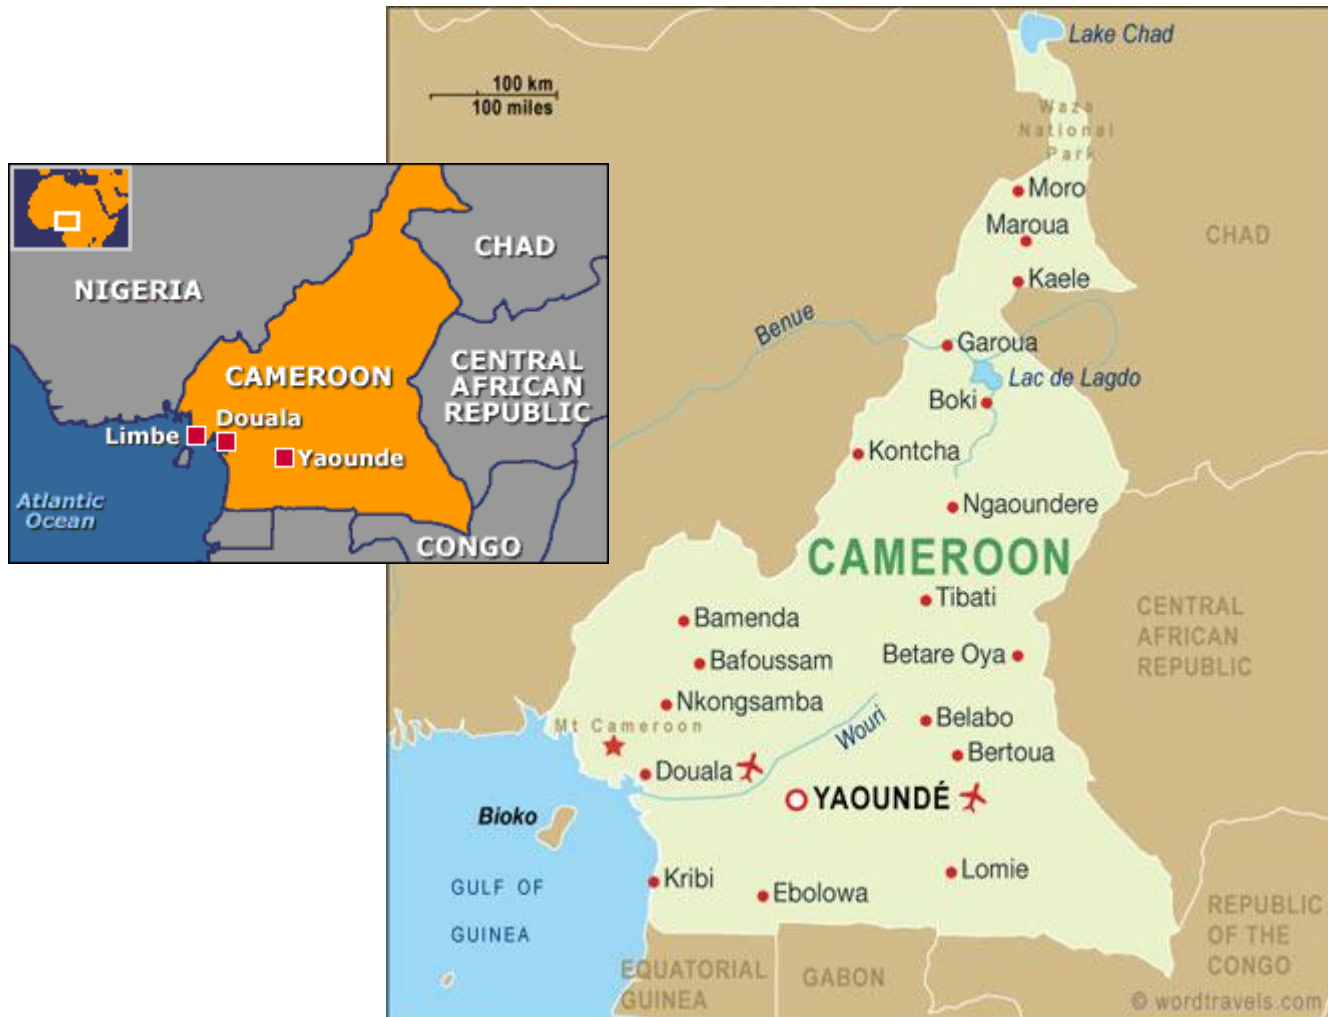 NIGERIA
CHAD
CENTRAL
AFRICAN
REPUBLIC
CAMEROON
Douala
Limbe
Yaounde
Atlantic
Ocean
CONGO
Lake Chad
100 km
100 miles
Waza
National
Park
Moro
Maroua
CHAD
Kaele
Benue
Garoua
Lac de Lagdo
Boki
Kontcha
Ngaoundere
CAMEROON
Tibati
CENTRAL
AFRICAN
REPUBLIC
Bamenda
Betare Oya
Bafoussam
Nkongsamba
Mt Cameroon
Wouri
Belabo
Bertoua
Douala
YAOUNDÉ
Bioko
Kribi
Lomie
Ebolowa
GULF OF
GUINEA
REPUBLIC
OF THE
CONGO
EQUATORIAL
GUINEA
GABON
© wordtravels.com